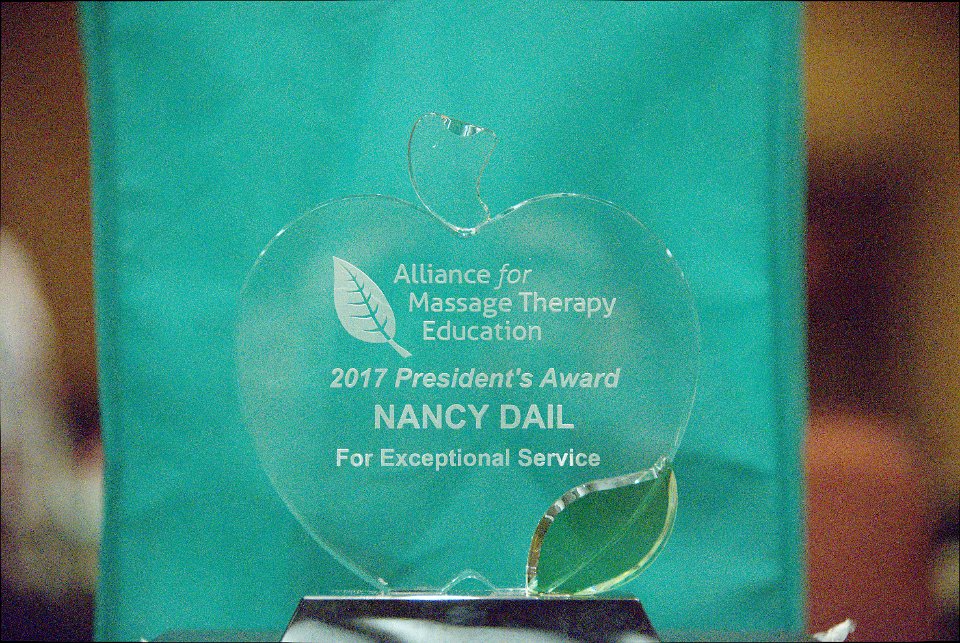 Alliance for
Massage Therapy
Education
2017 President's Award
NANCY DAIL
For Exceptional Service